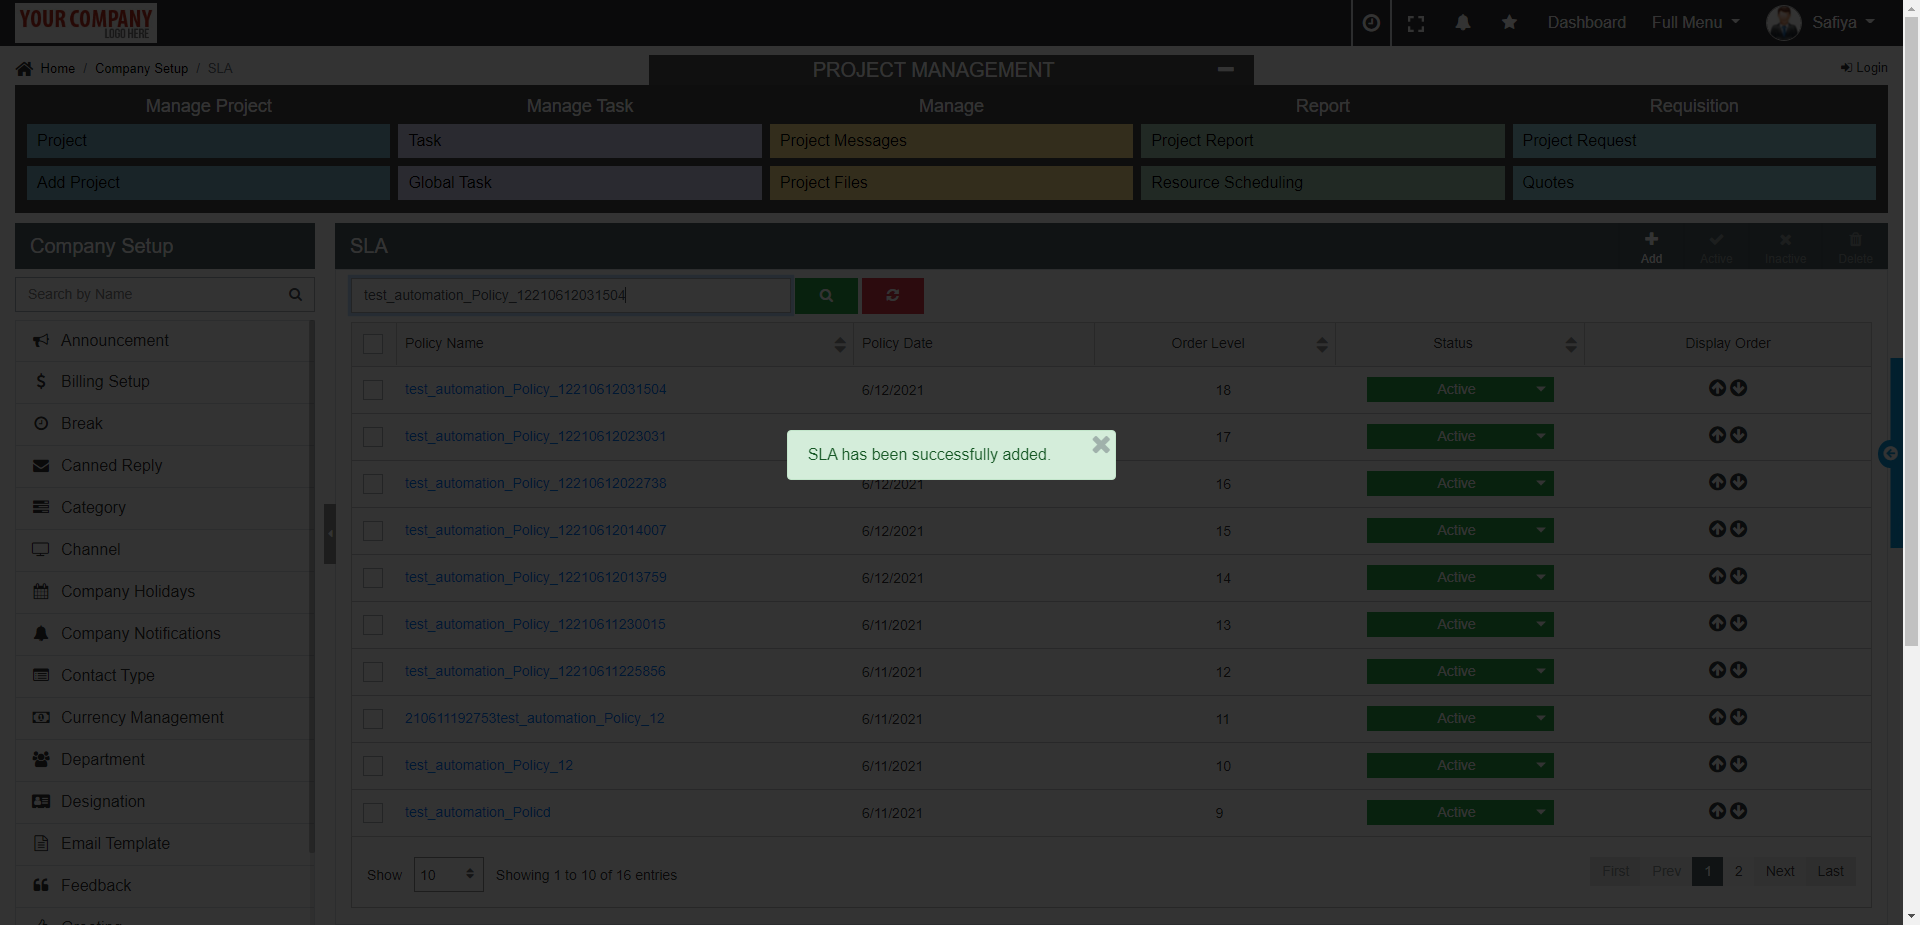 YOUR COMPANY
LOGO HERE
Dashboard
Full Menu
Safiya
Home / Company Setup / SLA
PROJECT MANAGEMENT
Login
Manage Project
Manage Task
Manage
Report
Requisition
Project
Task
Project Messages
Project Report
Project Request
Add Project
Global Task
Project Files
Resource Scheduling
Quotes
Company Setup
Search by Name
Announcement
Billing Setup
Break
Canned Reply
Category
Channel
Company Holidays
Company Notifications
Contact Type
Currency Management
Department
Designation
Email Template
Feedback
SLA
Add
Active
Inactive
Delete
test_automation_Policy_12210612031504
Policy Name Policy Date Order Level Status Display Order
test_automation_Policy_12210612031504 6/12/2021 18 Active
test_automation_Policy_12210612023031 17 Active
SLA has been successfully added.
test_automation_Policy_12210612022738 6/12/2021 16 Active
test_automation_Policy_12210612014007 6/12/2021 15 Active
test_automation_Policy_12210612013759 6/12/2021 14 Active
test_automation_Policy_12210611230015 6/11/2021 13 Active
test_automation_Policy_12210611225856 6/11/2021 12 Active
210611192753test_automation_Policy_12 6/11/2021 11 Active
test_automation_Policy_12 6/11/2021 10 Active
test_automation_Policd 6/11/2021 9 Active
Show 10 Showing 1 to 10 of 16 entries
First Prev 1 2 Next Last